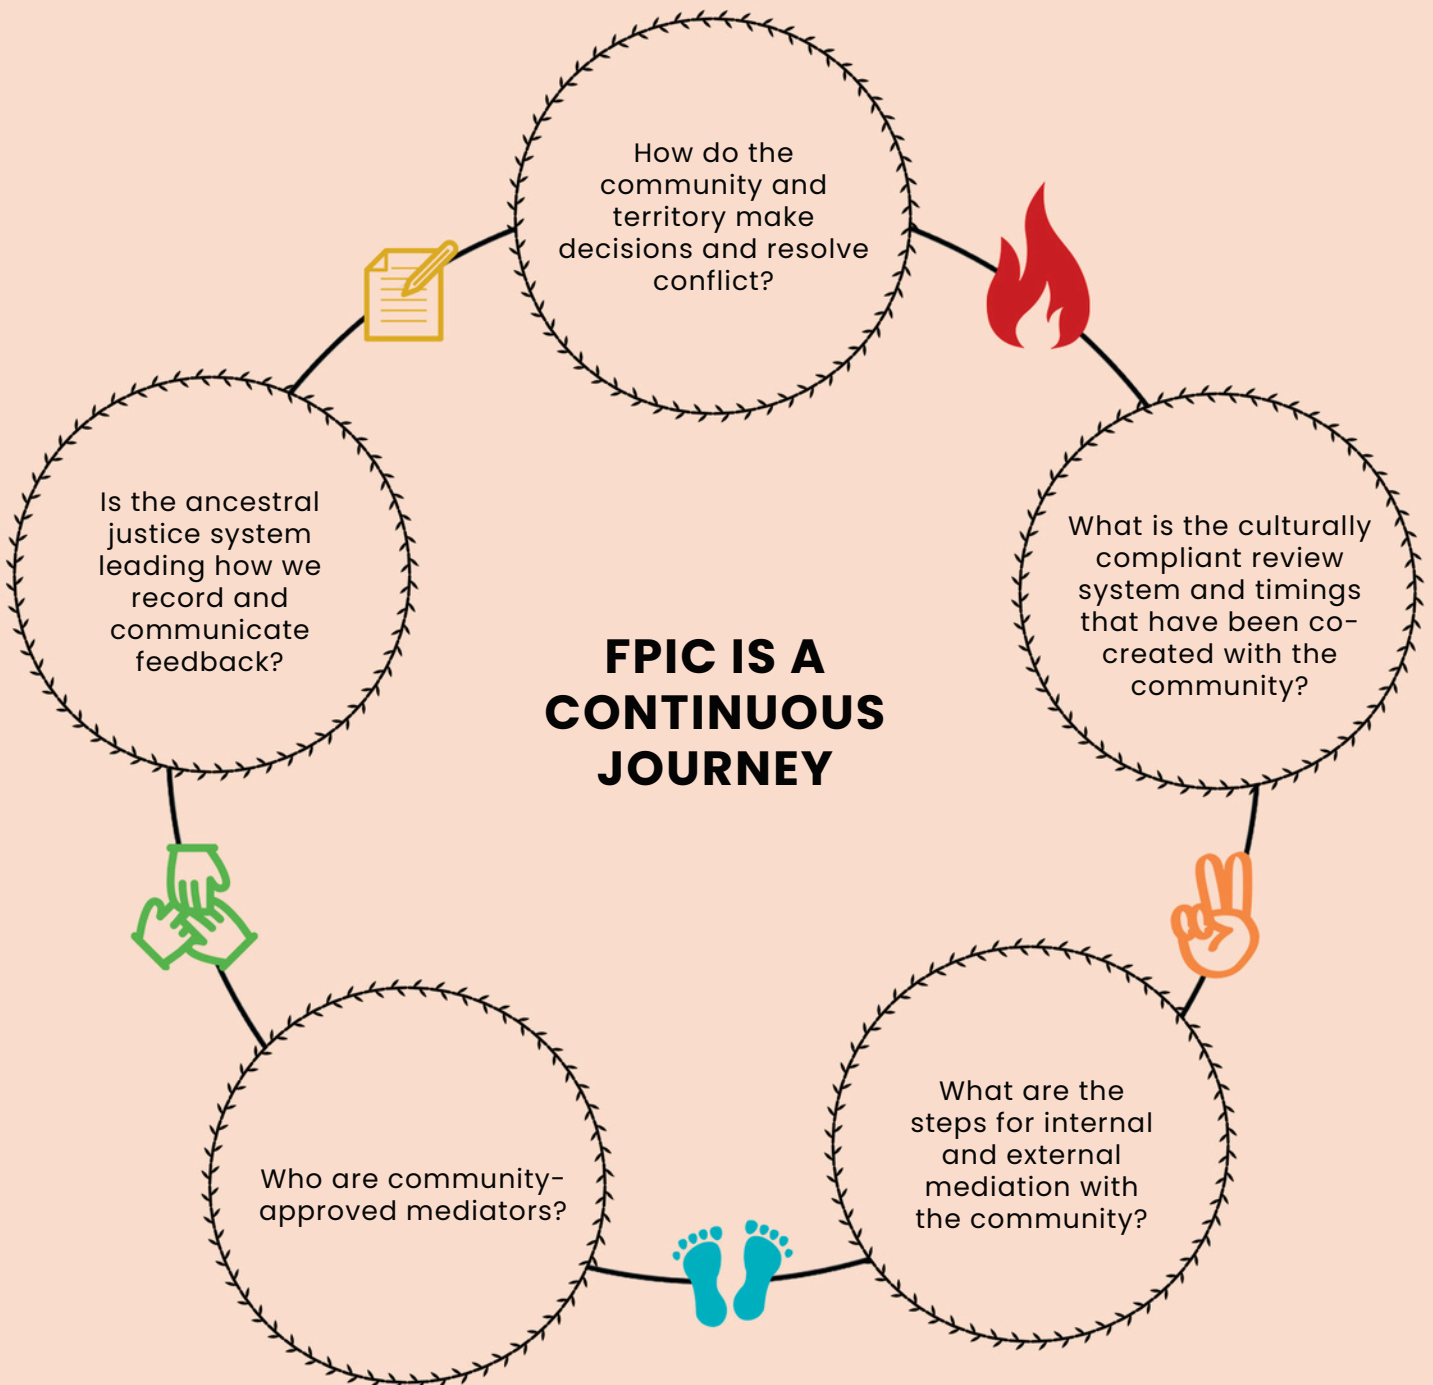 How do the
community and
territory make
decisions and resolve
conflict?
What is the culturally
compliant review
system and timings
that have been co-
created with the
community?
What are the
steps for internal
and external
mediation with
the community?
Who are community-
approved mediators?
Is the ancestral
justice system
leading how we
record and
communicate
feedback?
FPIC IS A
CONTINUOUS
JOURNEY